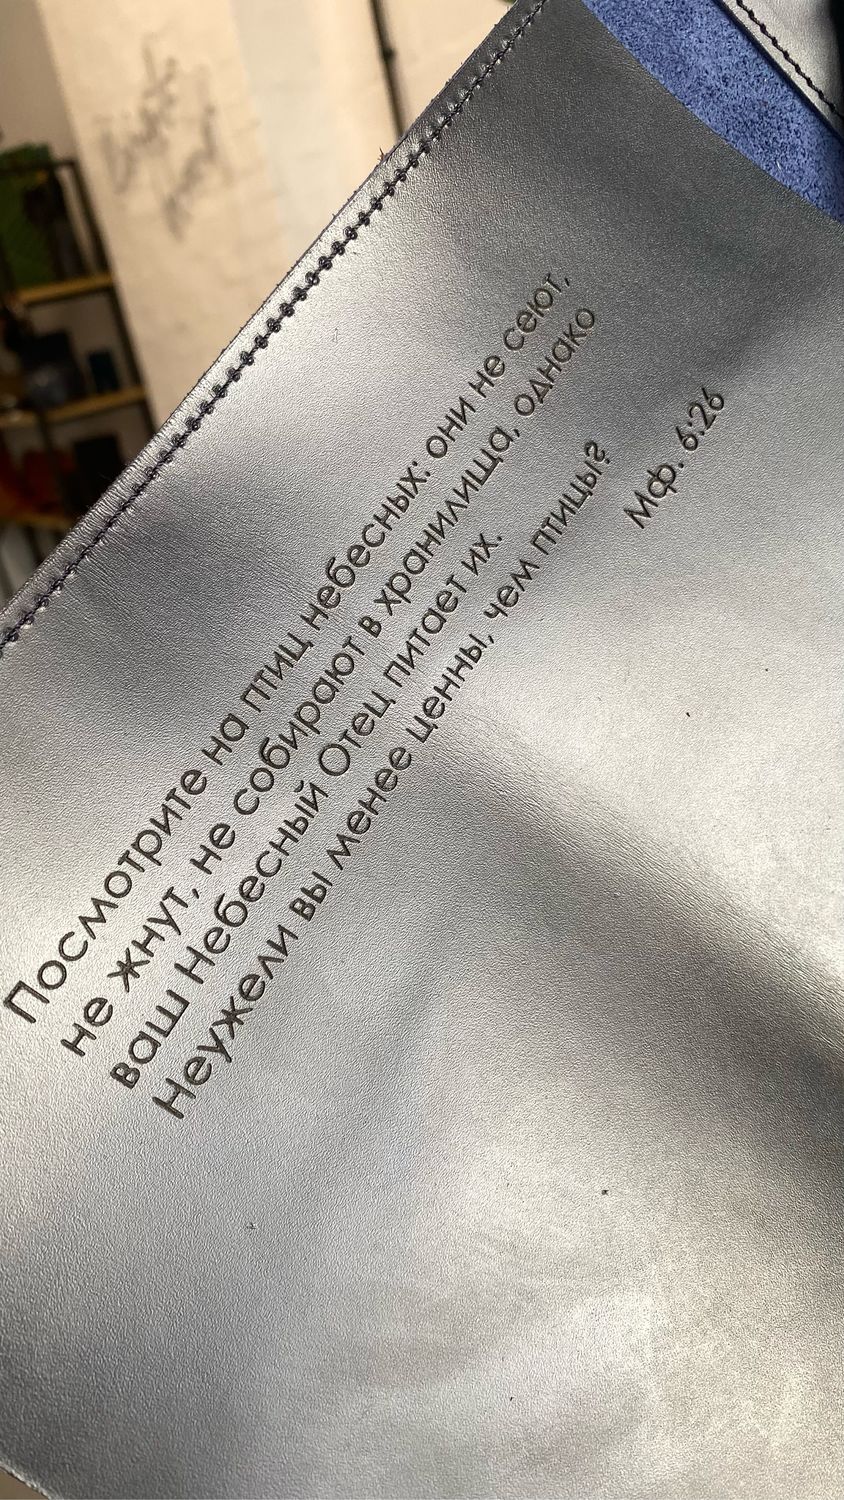 Посмотрите на птиц небесных: они не сеют,
не жнут, не собирают в хранилища, однако
ваш Небесный Отец питает их.
Неужели вы менее ценны, чем птицы?
Мф. 6:26